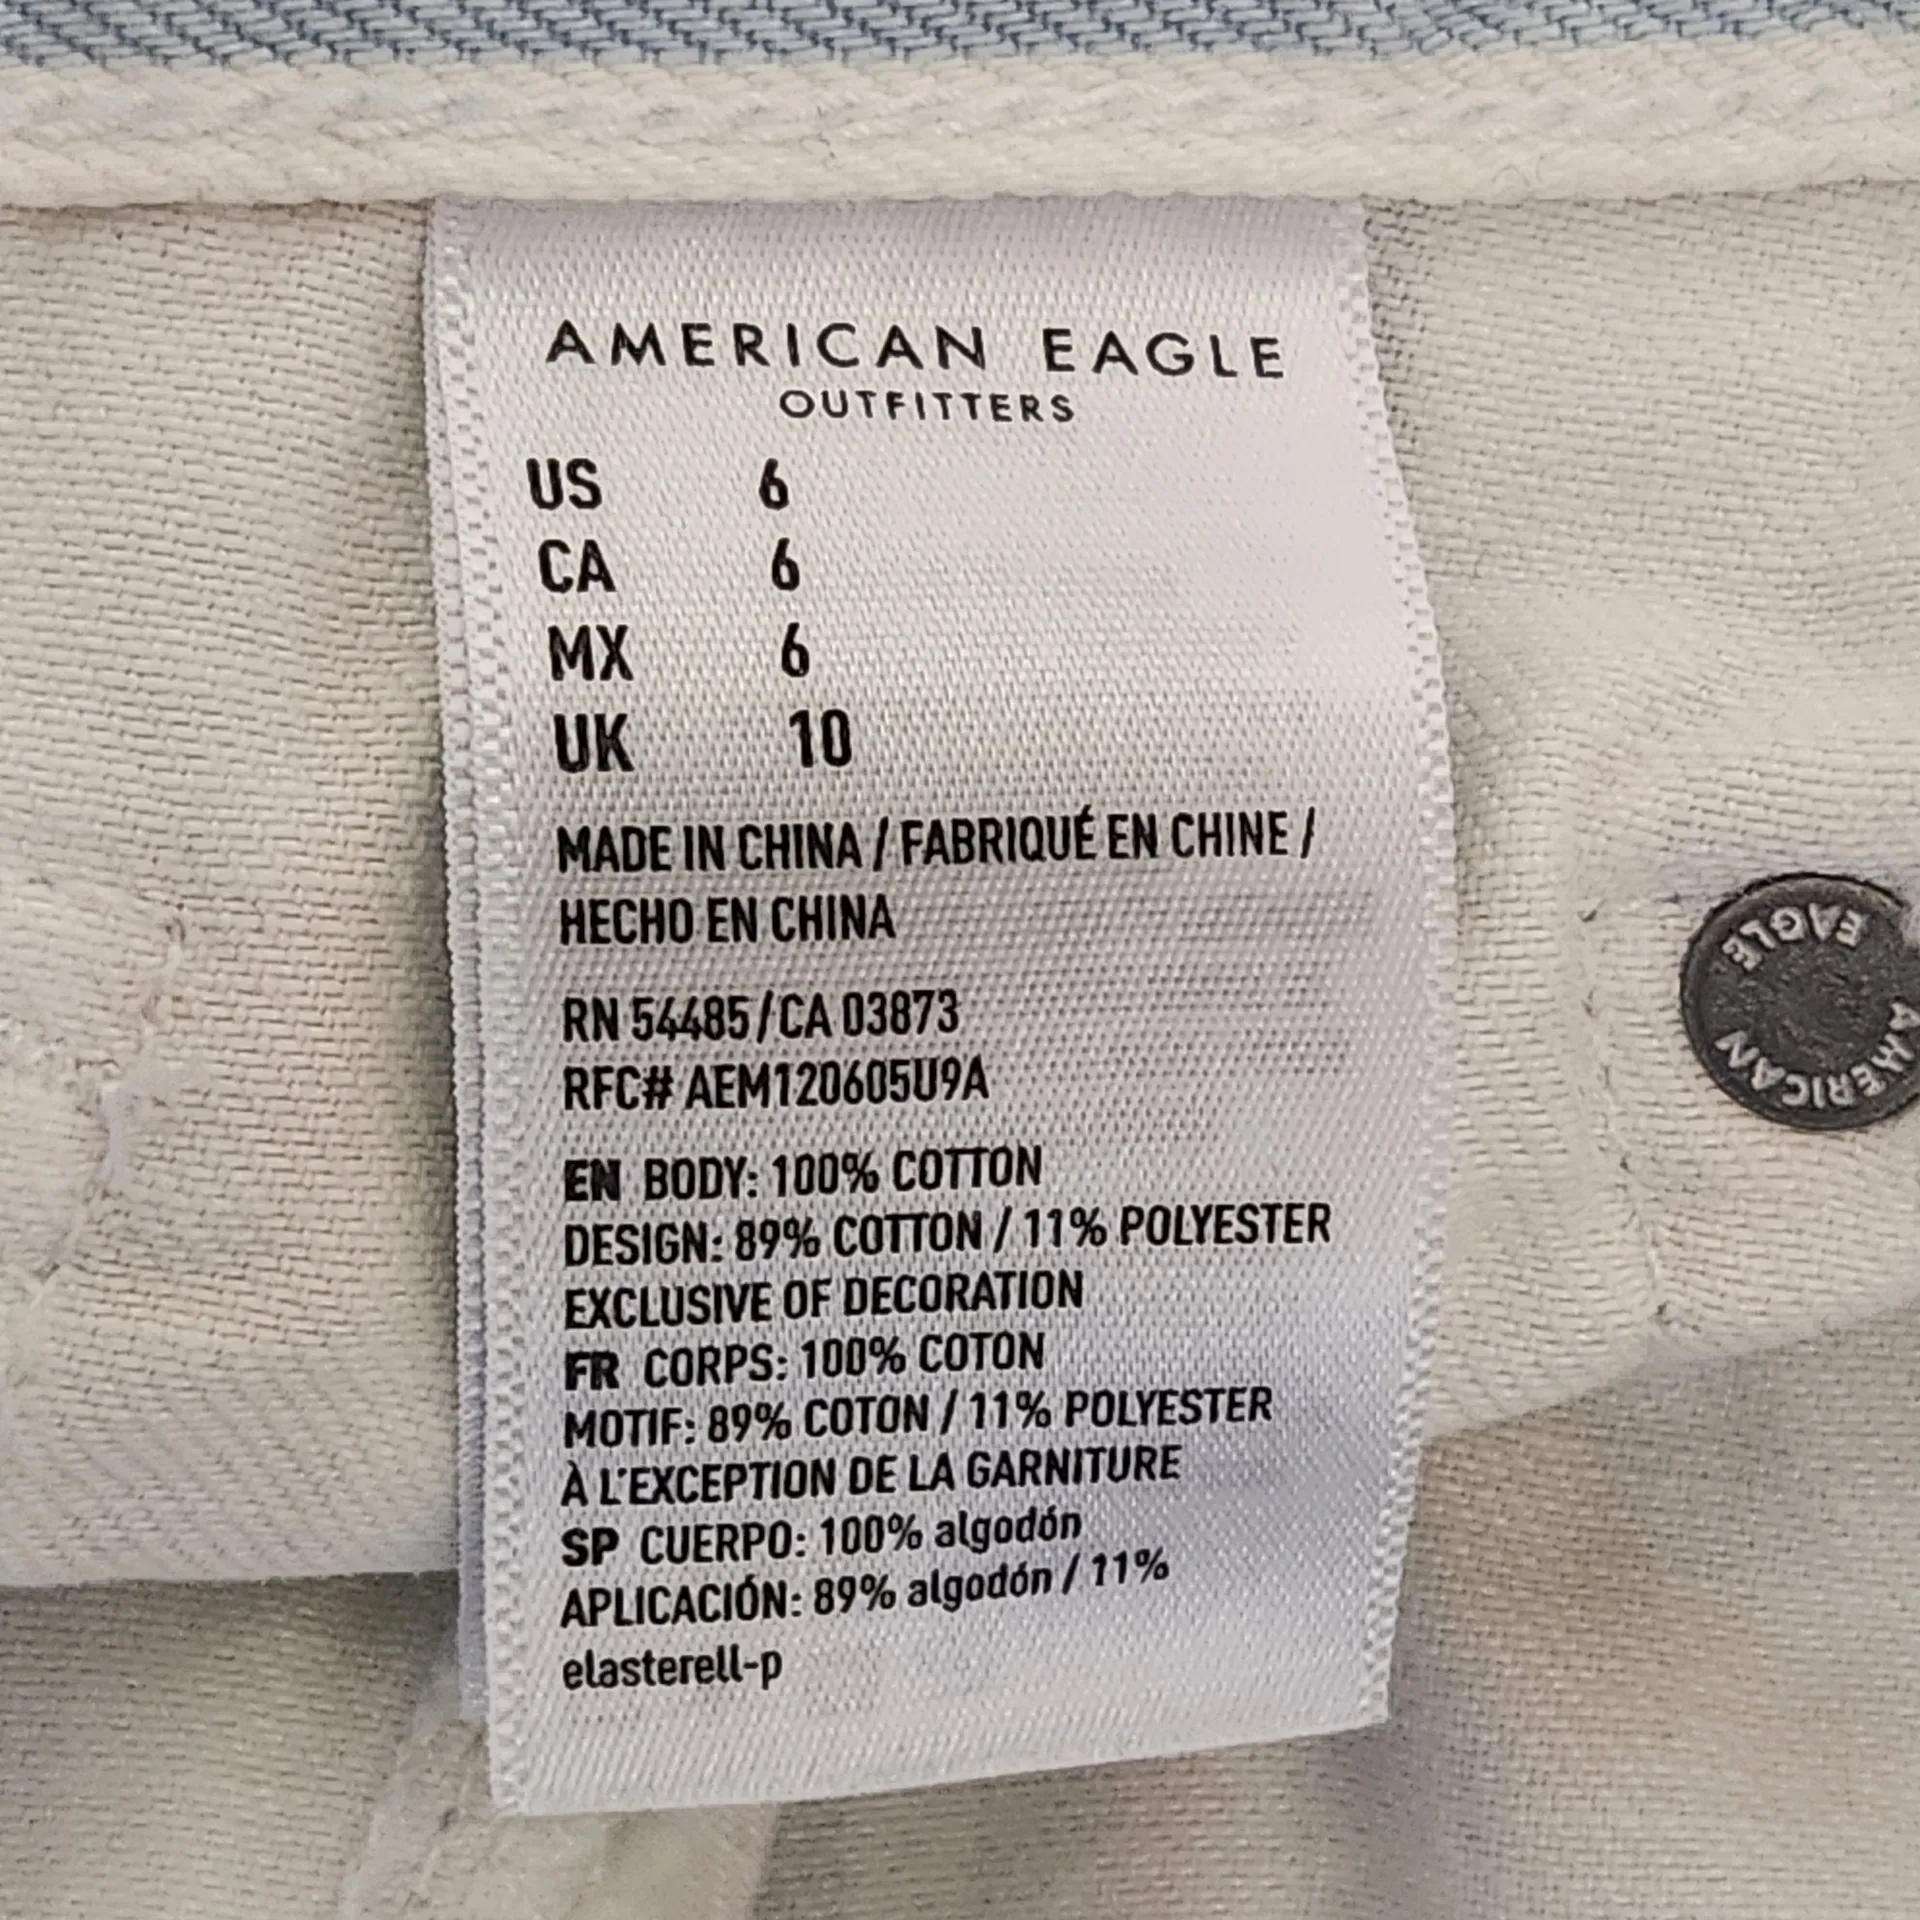 AMERICAN EAGLE
OUTFITTERS
US 6
CA 6
MX 6
UK 10
MADE IN CHINA / FABRIQUÉ EN CHINE /
HECHO EN CHINA
RN 54485/CA 03873
RFC# AEM120605U9A
EN BODY: 100% COTTON
DESIGN: 89% COTTON / 11% POLYESTER
EXCLUSIVE OF DECORATION
FR CORPS: 100% COTON
MOTIF: 89% COTON / 11% POLYESTER
À L'EXCEPTION DE LA GARNITURE
SP CUERPO: 100% algodón
APLICACIÓN: 89% algodón / 11%
elasterell-p
AMERICAN
EAGLE